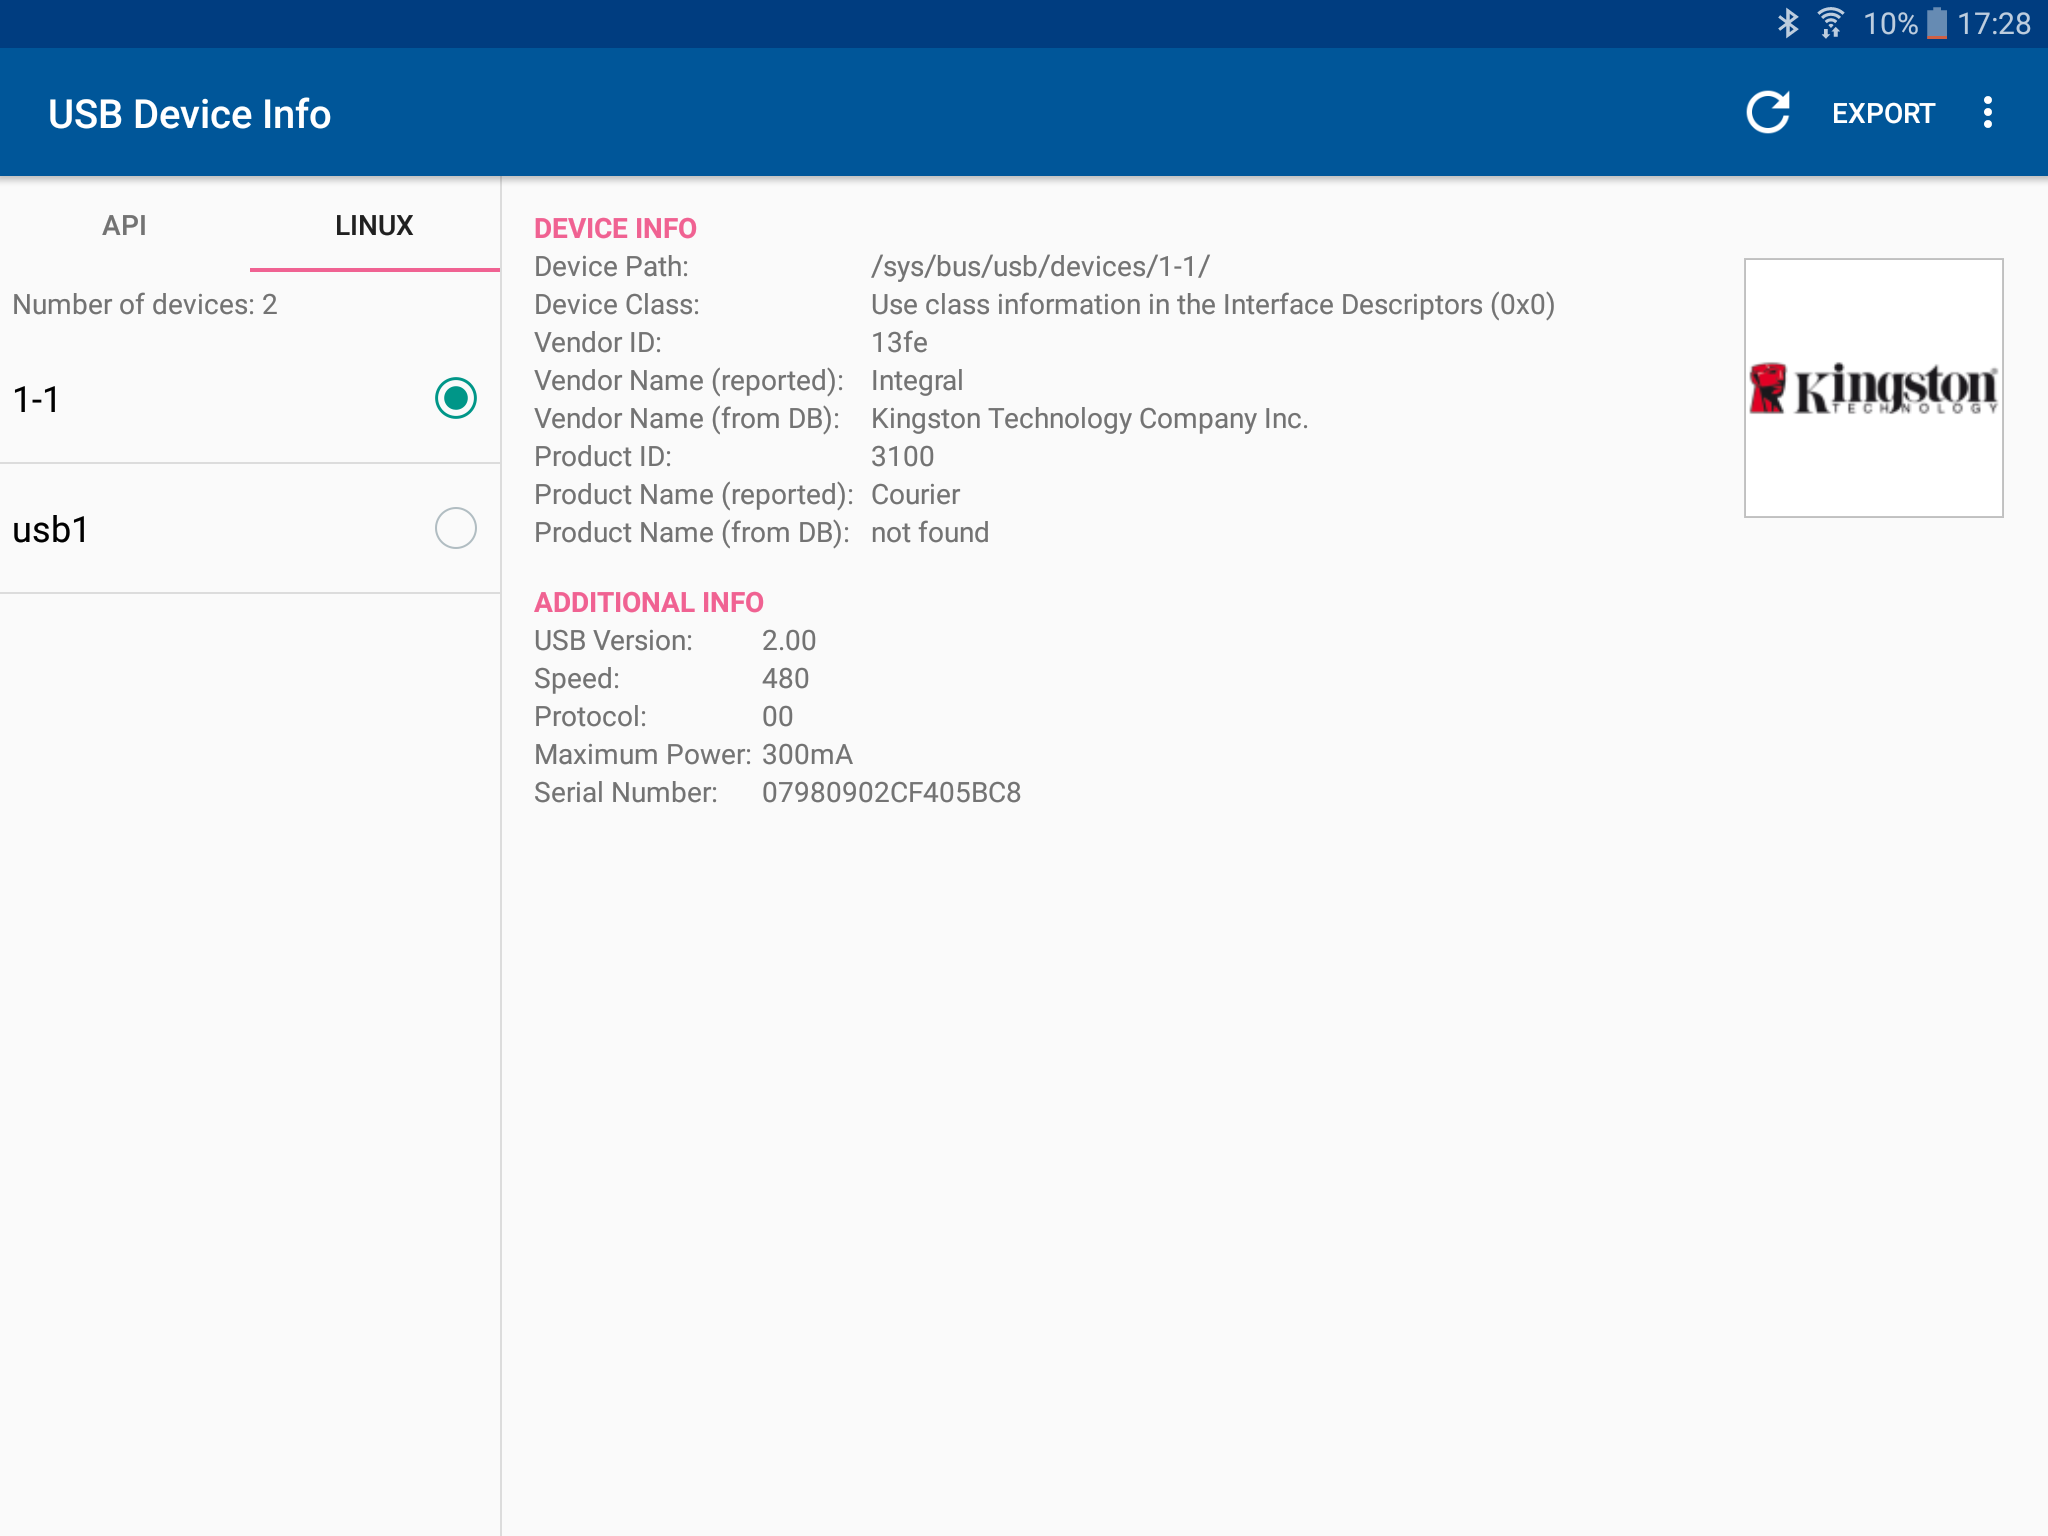 10% 17:28
USB Device Info EXPORT
API LINUX
Number of devices: 2
1-1
usb1
DEVICE INFO
Device Path: /sys/bus/usb/devices/1-1/
Device Class: Use class information in the Interface Descriptors (0x0)
Vendor ID: 13fe
Vendor Name (reported): Integral
Vendor Name (from DB): Kingston Technology Company Inc.
Product ID: 3100
Product Name (reported): Courier
Product Name (from DB): not found
Kingston
TECHNOLOGY
ADDITIONAL INFO
USB Version: 2.00
Speed: 480
Protocol: 00
Maximum Power: 300mA
Serial Number: 07980902CF405BC8